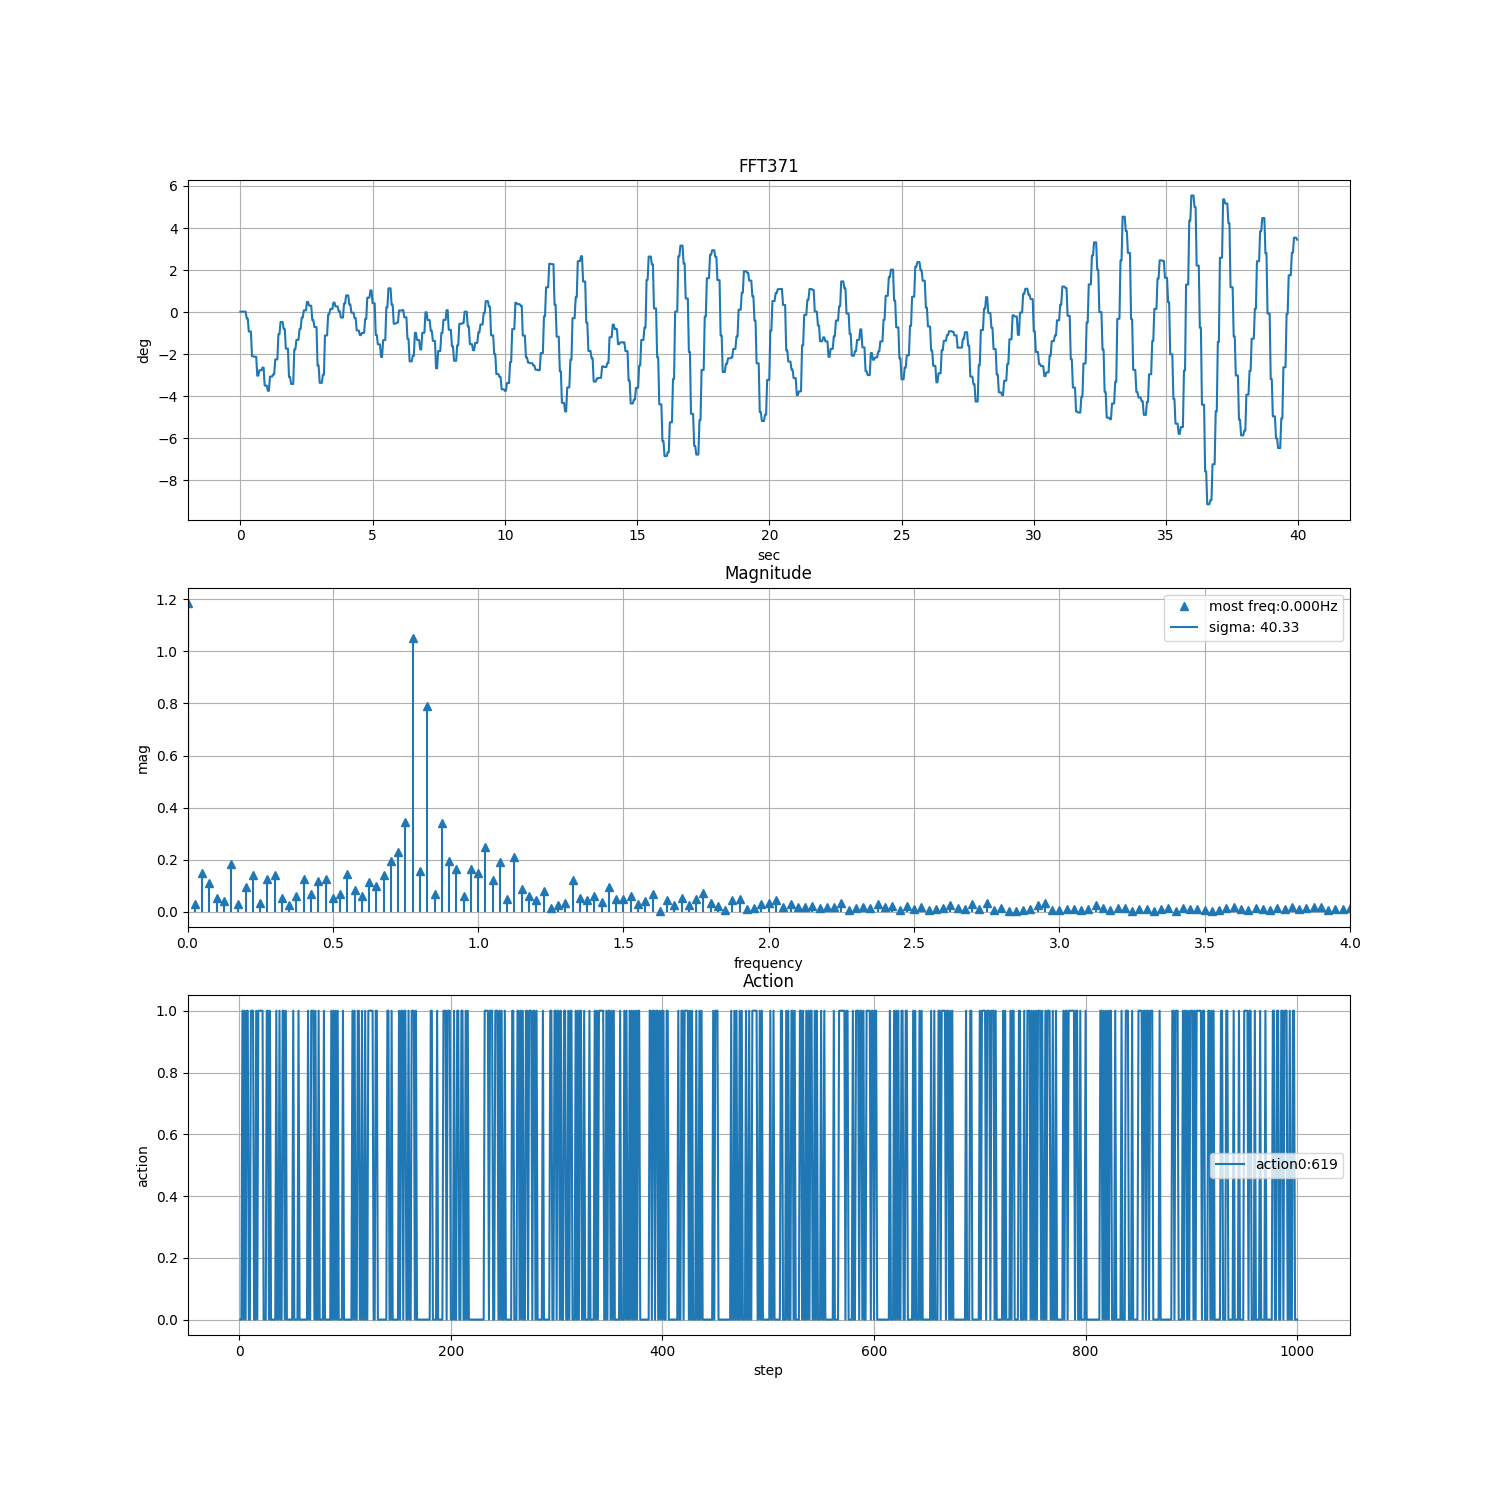 FFT371
6
4
2
0
−2
−4
−6
−8
deg
0 5 10 15 20 25 30 35 40
sec
Magnitude
1.2
1.0
0.8
0.6
0.4
0.2
0.0
mag
most freq:0.000Hz
sigma: 40.33
0.0 0.5 1.0 1.5 2.0 2.5 3.0 3.5 4.0
frequency
Action
1.0
0.8
0.6
0.4
0.2
0.0
action
action0:619
0 200 400 600 800 1000
step